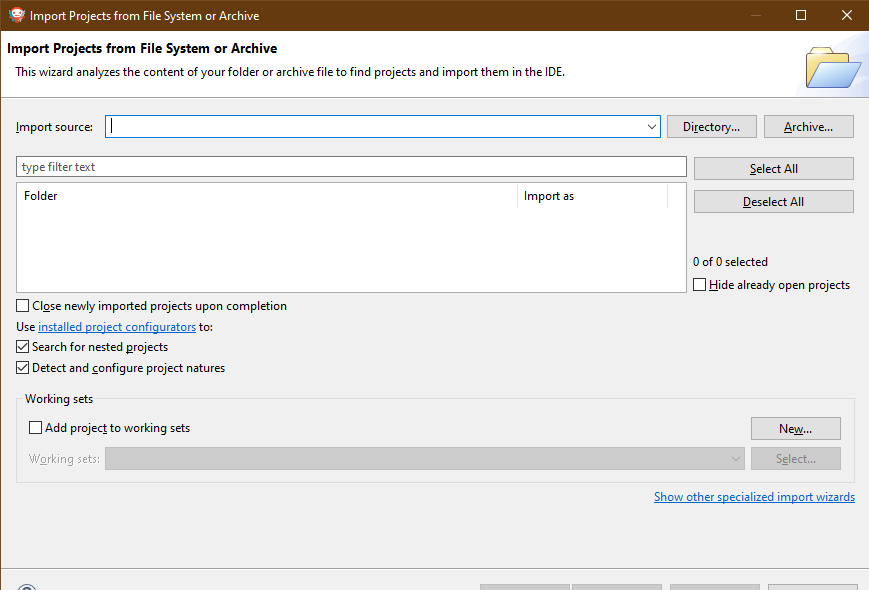 Import Projects from File System or Archive
Import Projects from File System or Archive
This wizard analyzes the content of your folder or archive file to find projects and import them in the IDE.
Import source: Directory... Archive...
type filter text Select All
Folder Import as
Deselect All
0 of 0 selected
Hide already open projects
Close newly imported projects upon completion
Use installed project configurators to:
Search for nested projects
Detect and configure project natures
Working sets
Add project to working sets New...
Working sets: Select...
Show other specialized import wizards